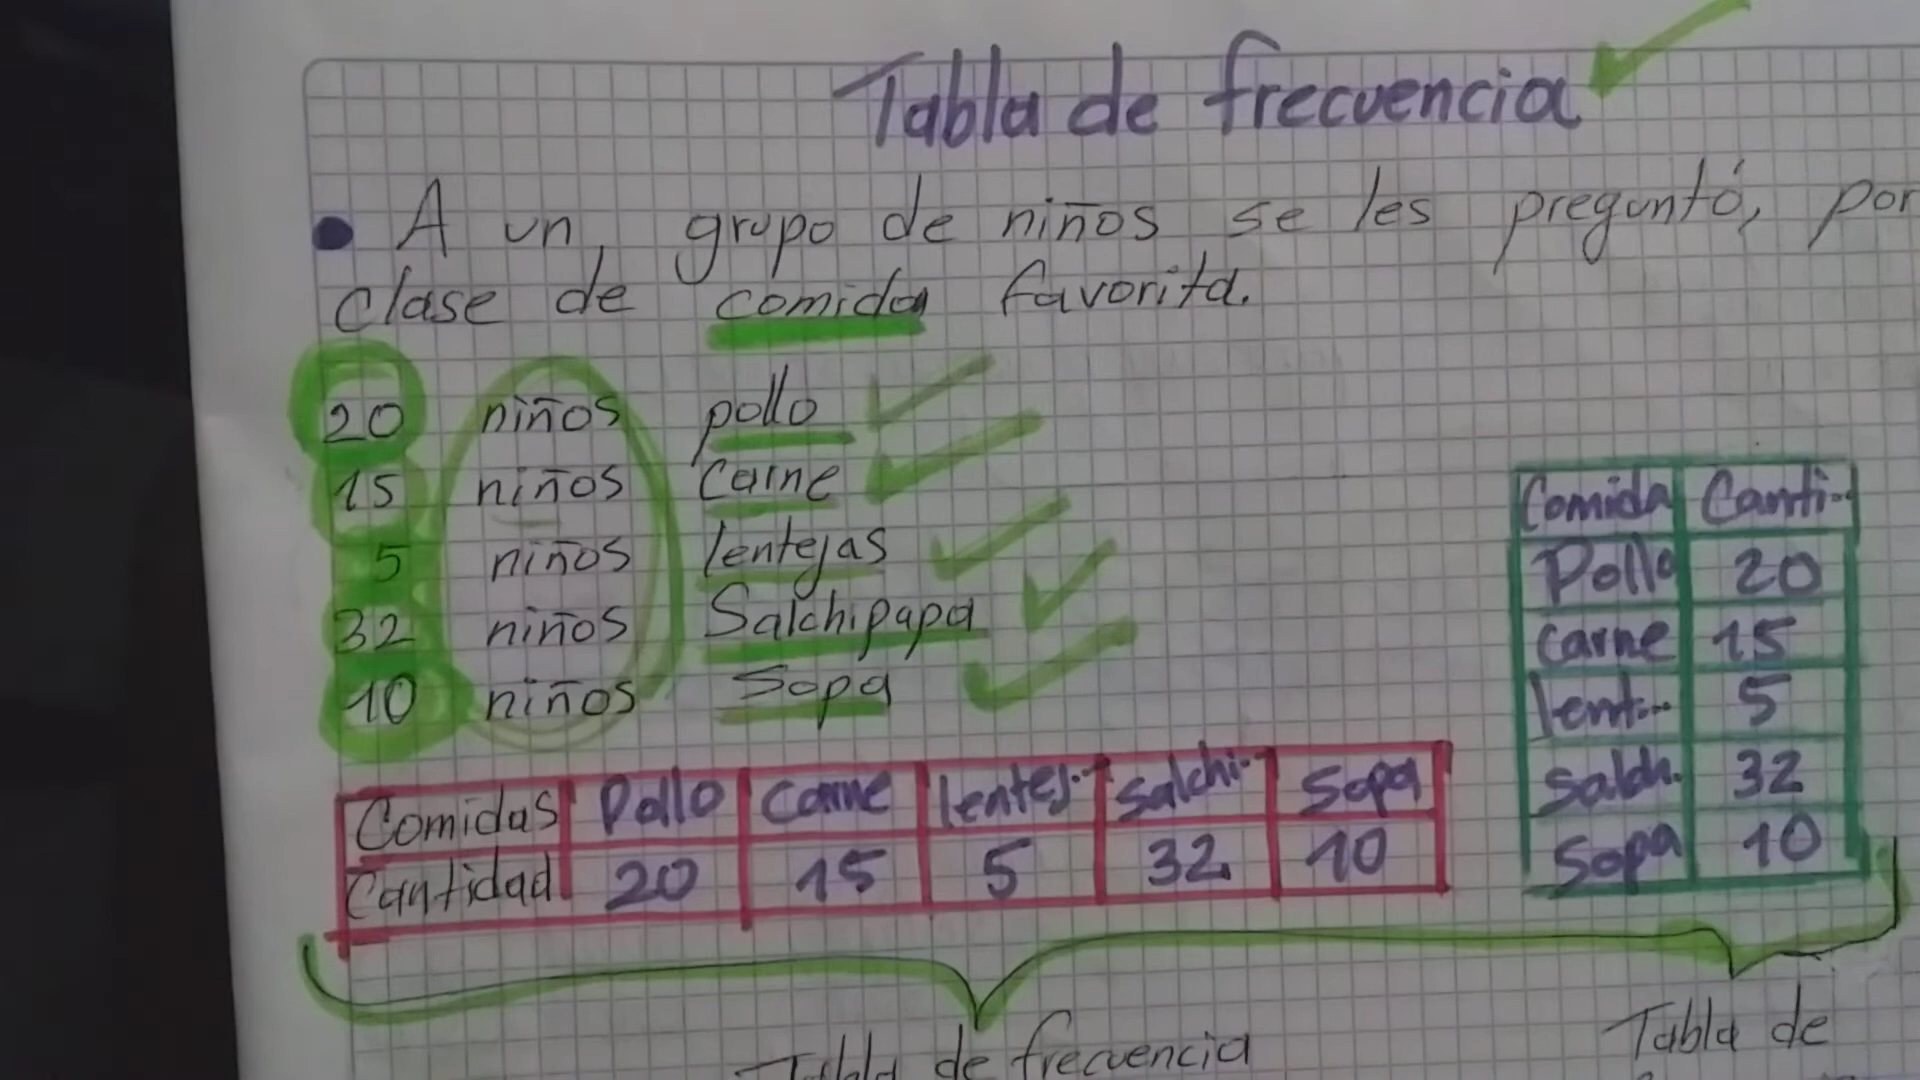 Tabla de frecuencia
• A un grupo de niños se les preguntó, por
clase de comida favorita.
20 niños pollo
15 niños Carne
5 niños lentejas
32 niños Salchipapa
10 niños Sopa
Comidas Pollo Carne lentej.. Salchi.. Sopa
Cantidad 20 15 5 32 10
Comida Canti...
Pollo 20
Carne 15
lent... 5
Salch. 32
Sopa 10
Tabla de frecuencia
Tabla de